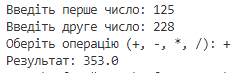 Введіть перше число: 125
Введіть друге число: 228
Оберіть операцію (+, -, *, /): +
Результат: 353.0